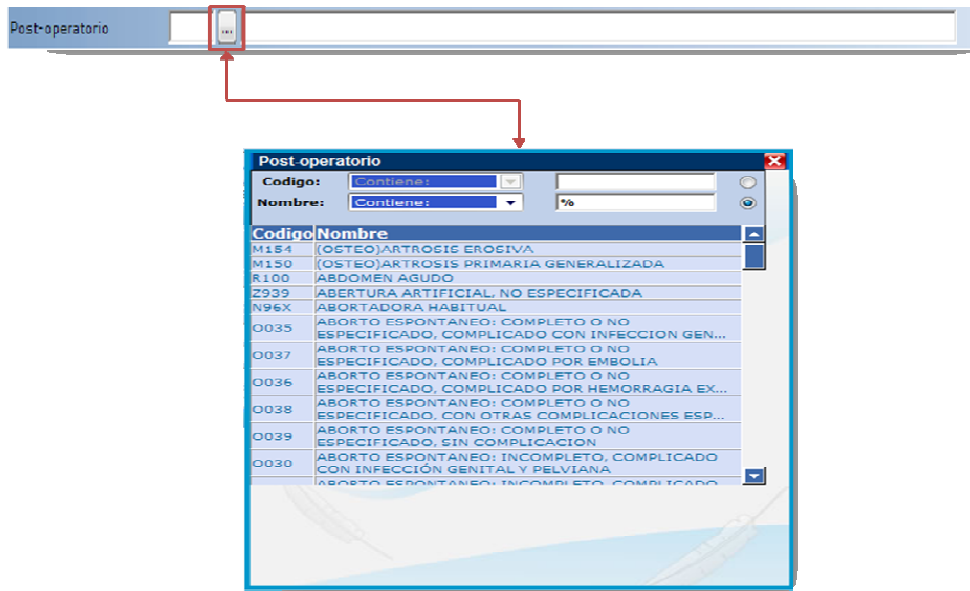 Post-operatorio
...
Post-operatorio
Codigo: Contiene:
Nombre: Contiene: %
Codigo Nombre
M154 (OSTEO)ARTROSIS EROSIVA
M150 (OSTEO)ARTROSIS PRIMARIA GENERALIZADA
R100 ABDOMEN AGUDO
Z939 ABERTURA ARTIFICIAL, NO ESPECIFICADA
N96X ABORTADORA HABITUAL
O035 ABORTO ESPONTANEO: COMPLETO O NO
ESPECIFICADO, COMPLICADO CON INFECCION GEN...
O037 ABORTO ESPONTANEO: COMPLETO O NO
ESPECIFICADO, COMPLICADO POR EMBOLIA
O036 ABORTO ESPONTANEO: COMPLETO O NO
ESPECIFICADO, COMPLICADO POR HEMORRAGIA EX...
O038 ABORTO ESPONTANEO: COMPLETO O NO
ESPECIFICADO, CON OTRAS COMPLICACIONES ESP...
O039 ABORTO ESPONTANEO: COMPLETO O NO
ESPECIFICADO, SIN COMPLICACION
O030 ABORTO ESPONTANEO: INCOMPLETO, COMPLICADO
CON INFECCIÓN GENITAL Y PELVIANA
ABORTO ESPONTANEO: INCOMPLETO, COMPLICADO